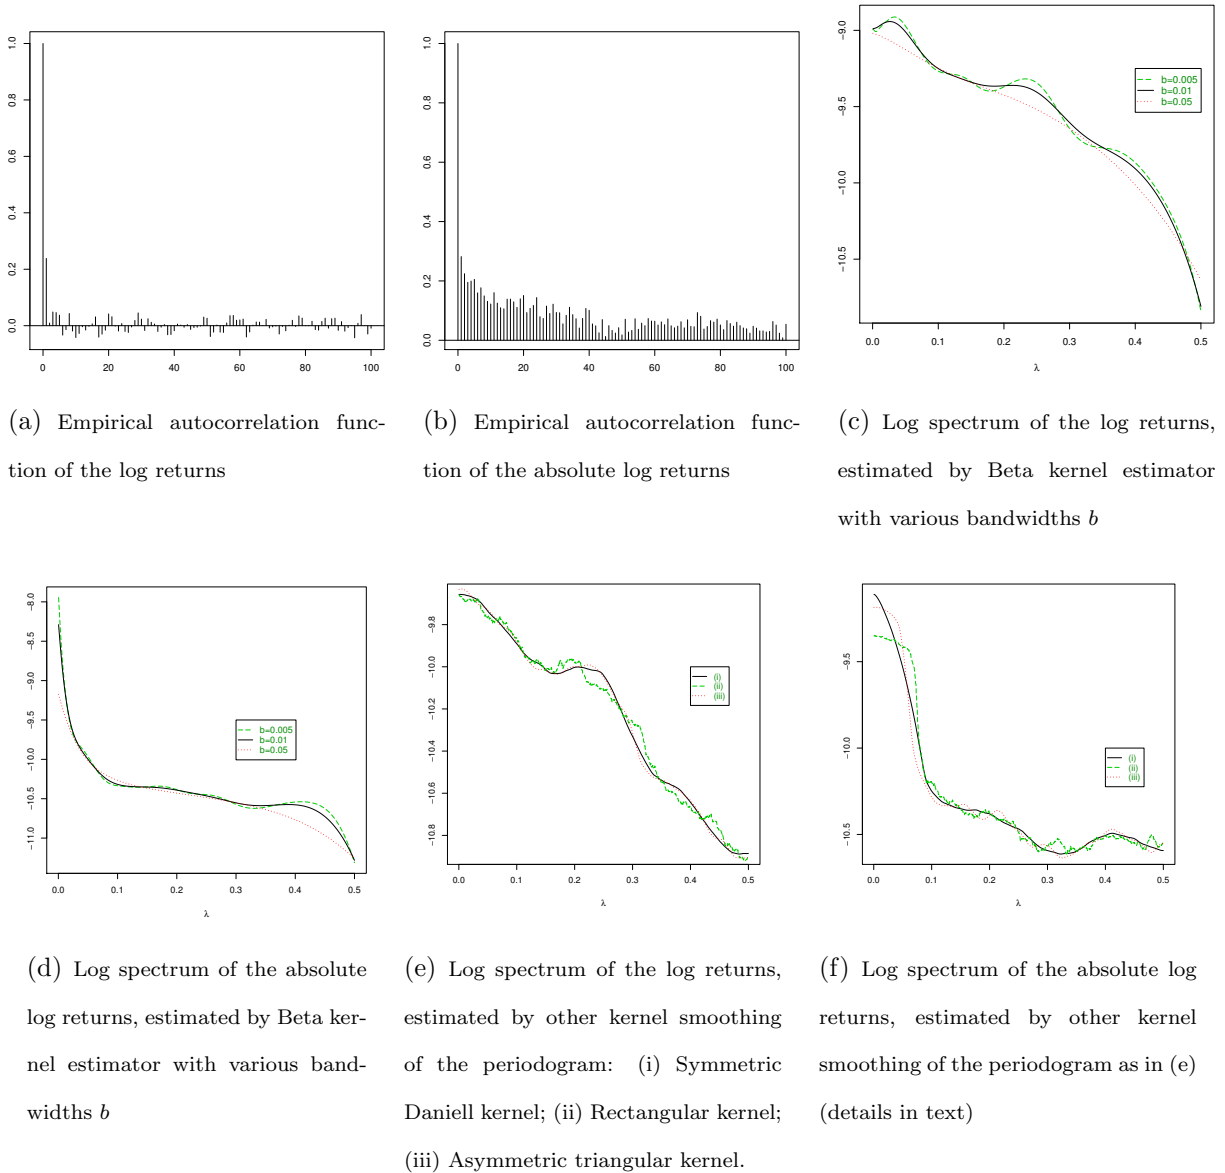 0.0 0.2 0.4 0.6 0.8 1.0
0 20 40 60 80 100
(a) Empirical autocorrelation func-
tion of the log returns
0.0 0.2 0.4 0.6 0.8 1.0
0 20 40 60 80 100
(b) Empirical autocorrelation func-
tion of the absolute log returns
-9.0
-9.5
-10.0
-10.5
b=0.005
b=0.01
b=0.05
0.0 0.1 0.2 0.3 0.4 0.5
λ
(c) Log spectrum of the log returns,
estimated by Beta kernel estimator
with various bandwidths b
-8.0
-8.5
-9.0
-9.5
-10.0
-10.5
-11.0
b=0.005
b=0.01
b=0.05
0.0 0.1 0.2 0.3 0.4 0.5
λ
(d) Log spectrum of the absolute
log returns, estimated by Beta ker-
nel estimator with various band-
widths b
-9.8
-10.0
-10.2
-10.4
-10.6
-10.8
(i)
(ii)
(iii)
0.0 0.1 0.2 0.3 0.4 0.5
λ
(e) Log spectrum of the log returns,
estimated by other kernel smoothing
of the periodogram: (i) Symmetric
Daniell kernel; (ii) Rectangular kernel;
(iii) Asymmetric triangular kernel.
-9.5
-10.0
-10.5
(i)
(ii)
(iii)
0.0 0.1 0.2 0.3 0.4 0.5
λ
(f) Log spectrum of the absolute log
returns, estimated by other kernel
smoothing of the periodogram as in (e)
(details in text)